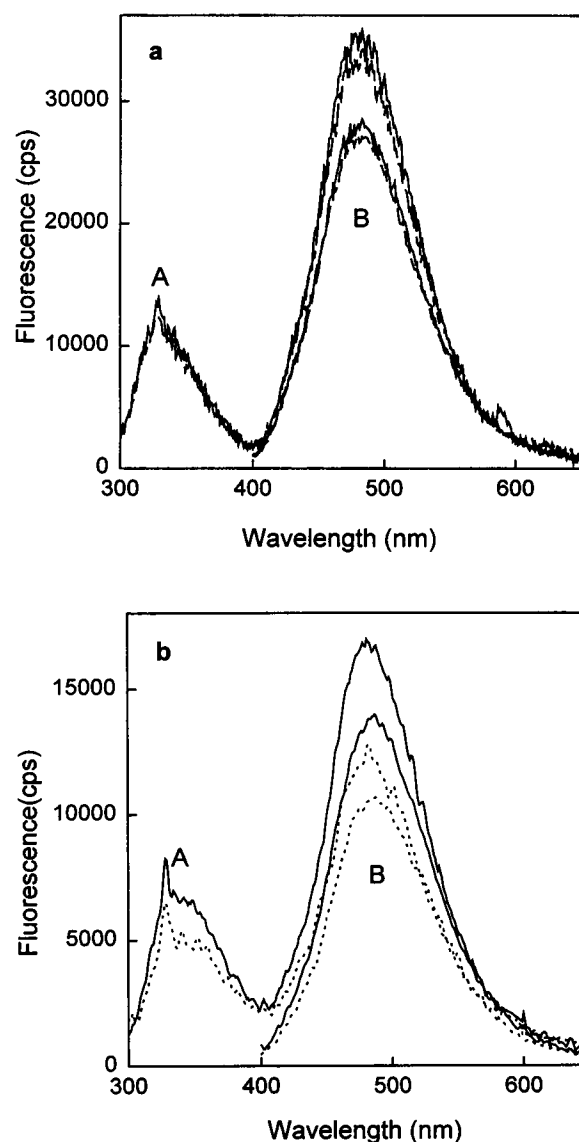 a
30000
20000
10000
0
Fluorescence (cps)
A
B
300
400
500
600
Wavelength (nm)
b
15000
10000
5000
0
Fluorescence(cps)
A
B
300
400
500
600
Wavelength (nm)